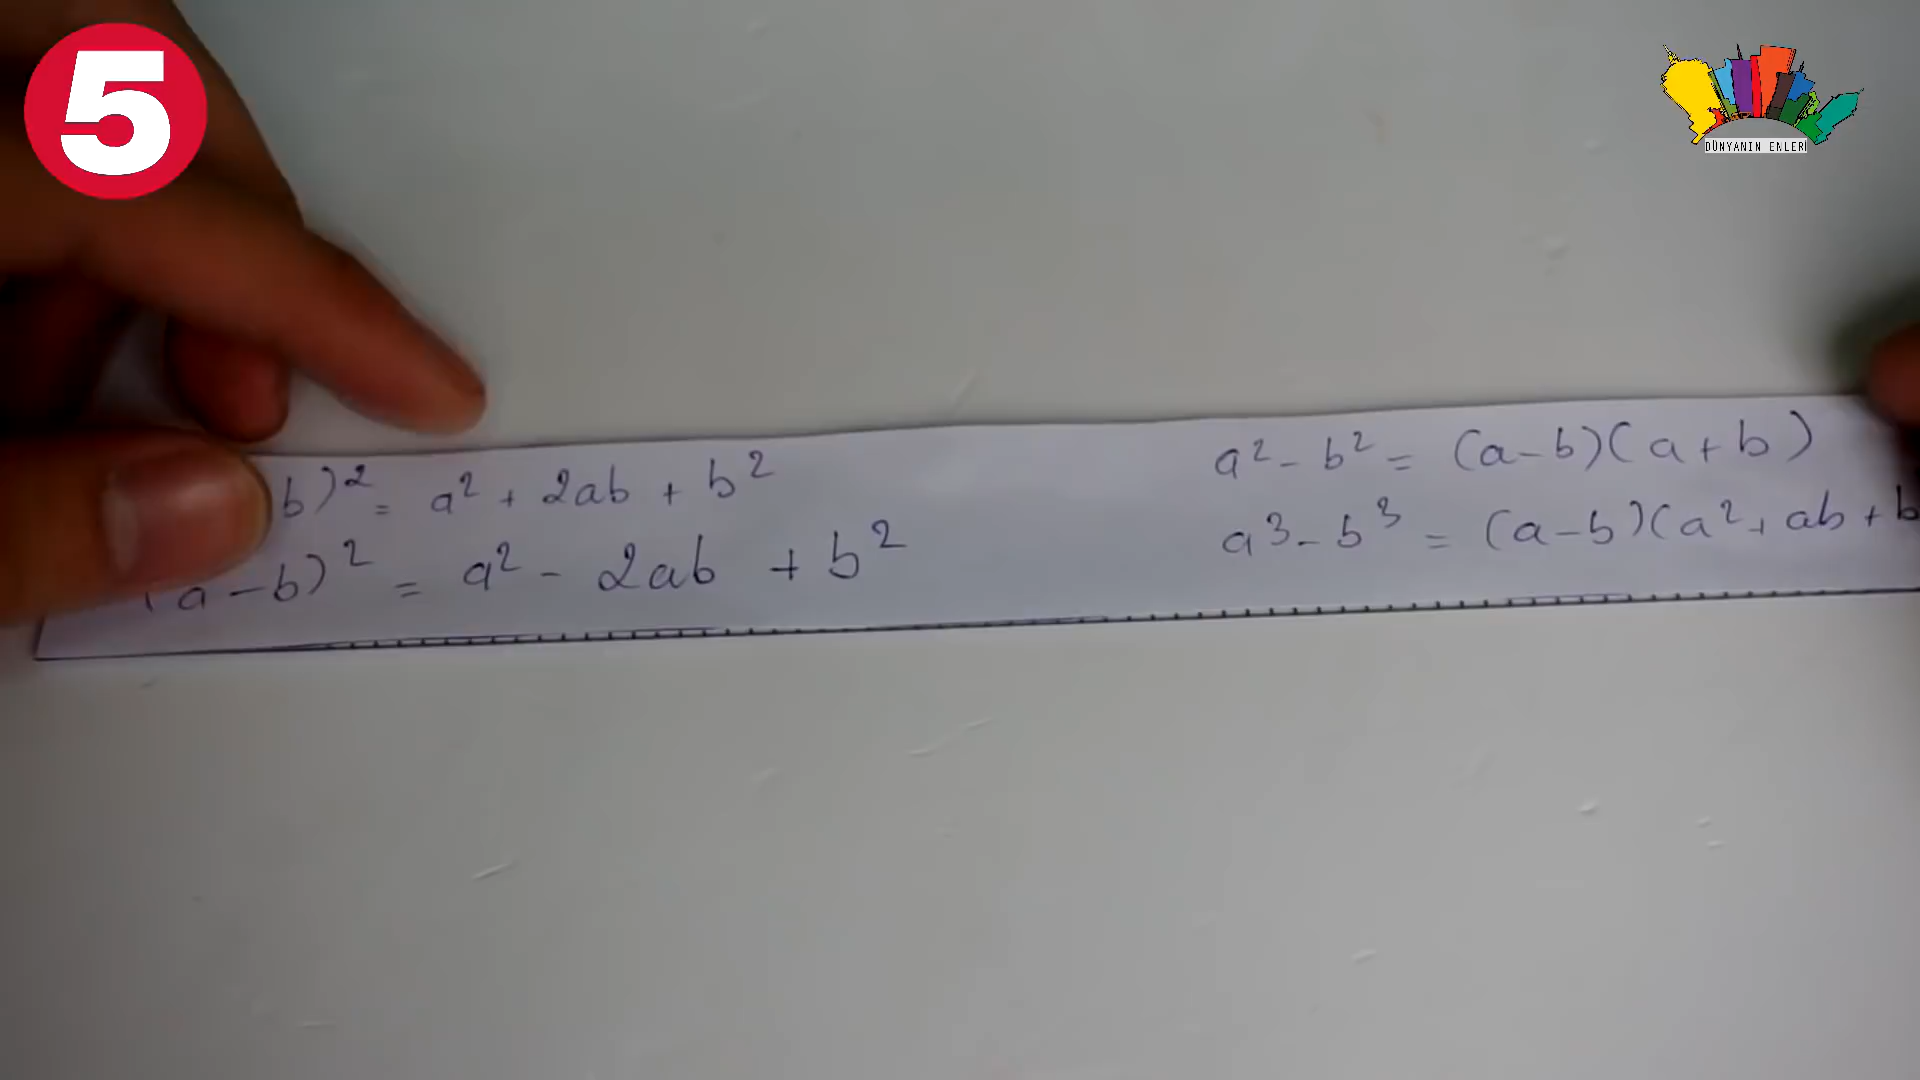 5
DÜNYANIN ENLERİ
b)² = a² + 2ab + b²
(a-b)² = a² - 2ab + b²
a² - b² = (a-b)(a+b)
a³ - b³ = (a-b)(a² + ab + b